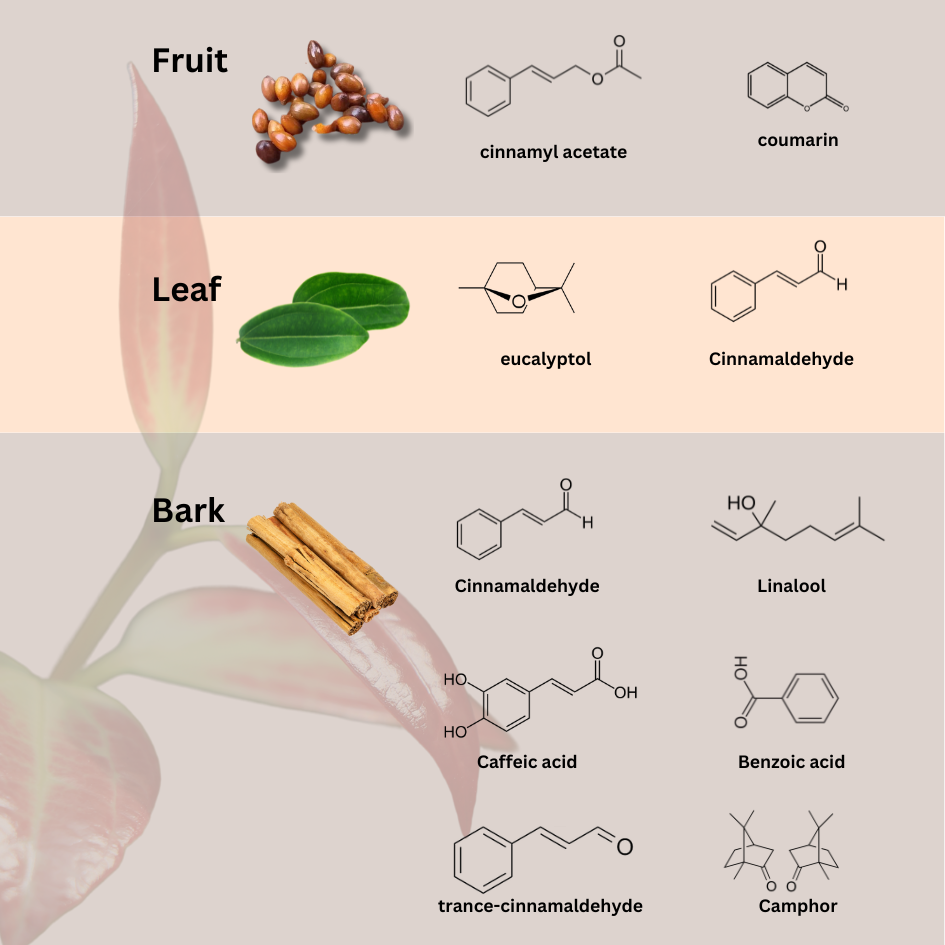 Fruit
O
O
cinnamyl acetate
O
O
coumarin
Leaf
O
eucalyptol
O
H
Cinnamaldehyde
Bark
O
H
Cinnamaldehyde
HO
Linalool
HO
HO
O
OH
Caffeic acid
OH
O
Benzoic acid
O
trance-cinnamaldehyde
O
O
Camphor